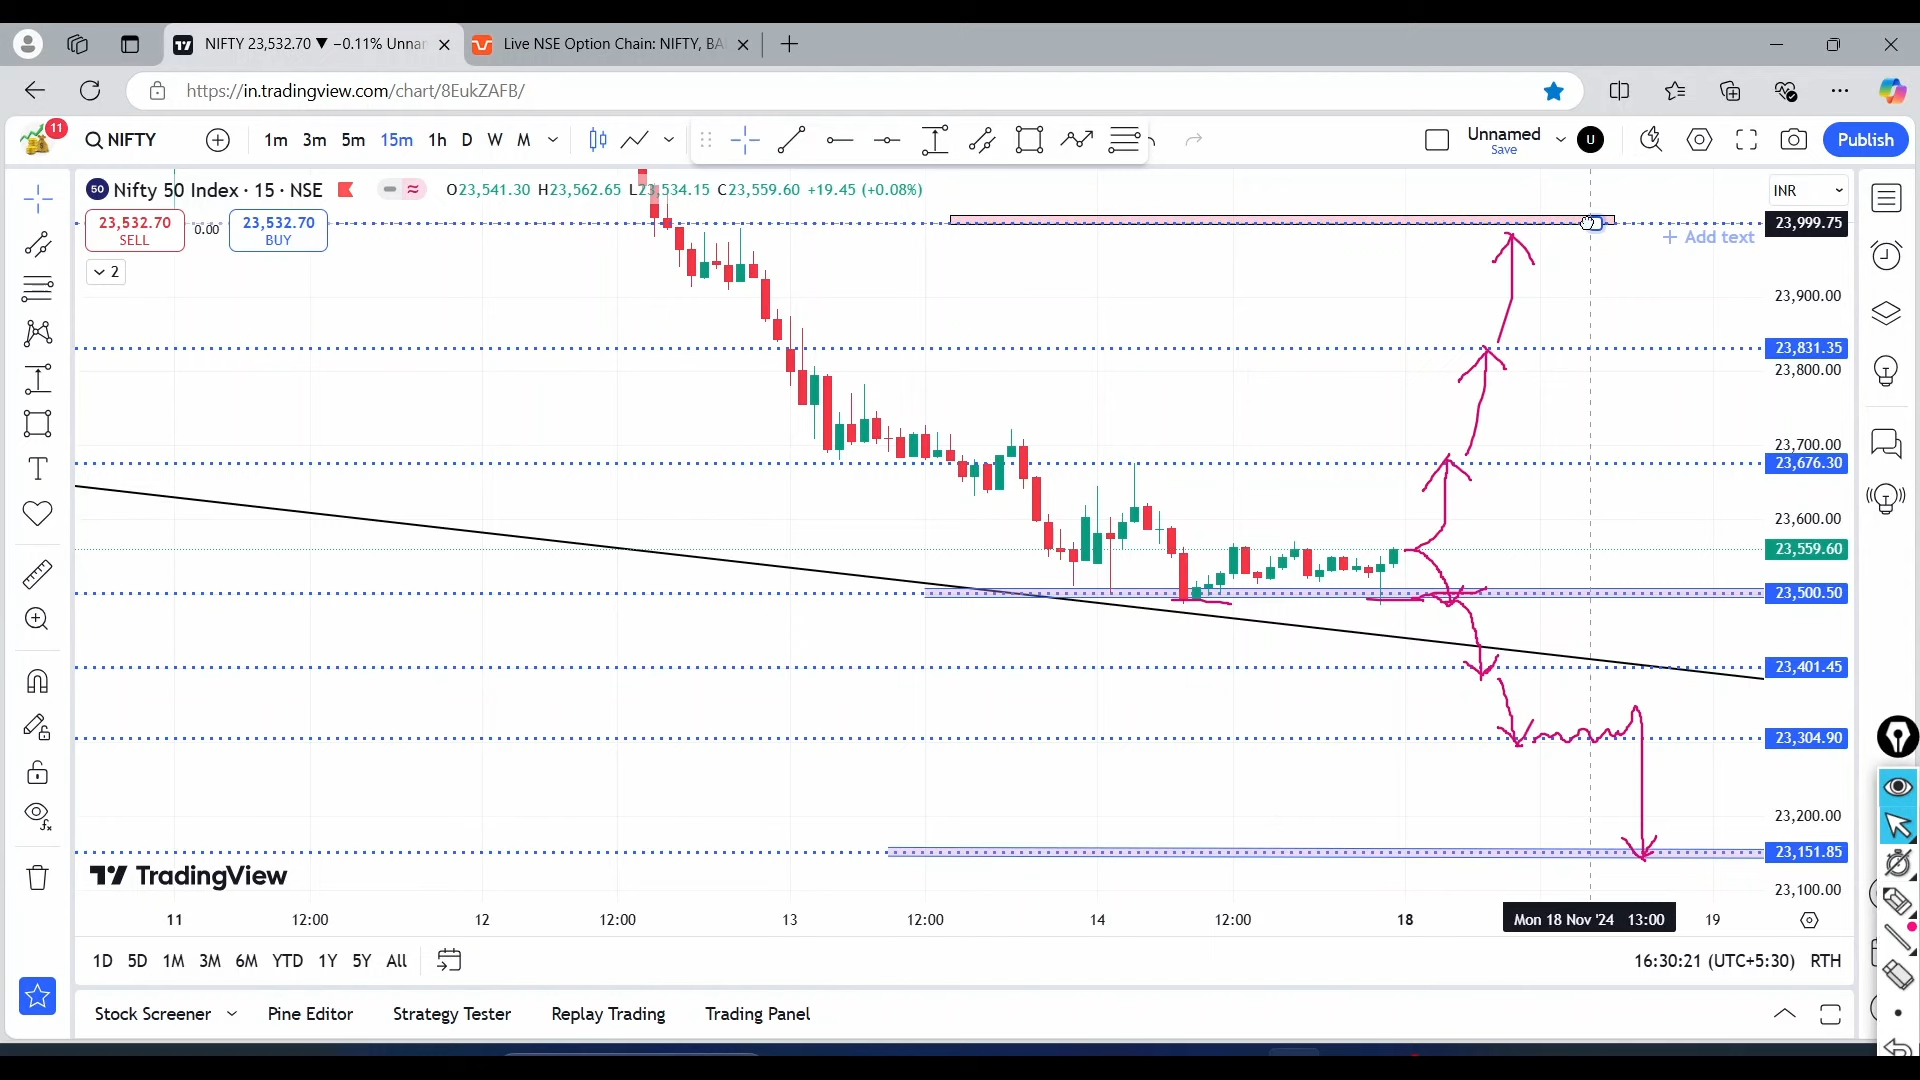 NIFTY 23,532.70 ▼ −0.11% Unnar
Live NSE Option Chain: NIFTY, BA
https://in.tradingview.com/chart/8EukZAFB/
11
NIFTY
1m 3m 5m 15m 1h D W M
Unnamed
Save
U
Publish
50 Nifty 50 Index · 15 · NSE
O23,541.30 H23,562.65 L23,534.15 C23,559.60 +19.45 (+0.08%)
INR
23,532.70
SELL
0.00
23,532.70
BUY
2
+ Add text
23,999.75
23,900.00
23,831.35
23,800.00
23,700.00
23,676.30
23,600.00
23,559.60
23,500.50
23,401.45
23,304.90
23,200.00
23,151.85
23,100.00
TradingView
11 12:00 12 12:00 13 12:00 14 12:00 18 Mon 18 Nov '24 13:00 19
1D 5D 1M 3M 6M YTD 1Y 5Y All
16:30:21 (UTC+5:30) RTH
Stock Screener Pine Editor Strategy Tester Replay Trading Trading Panel